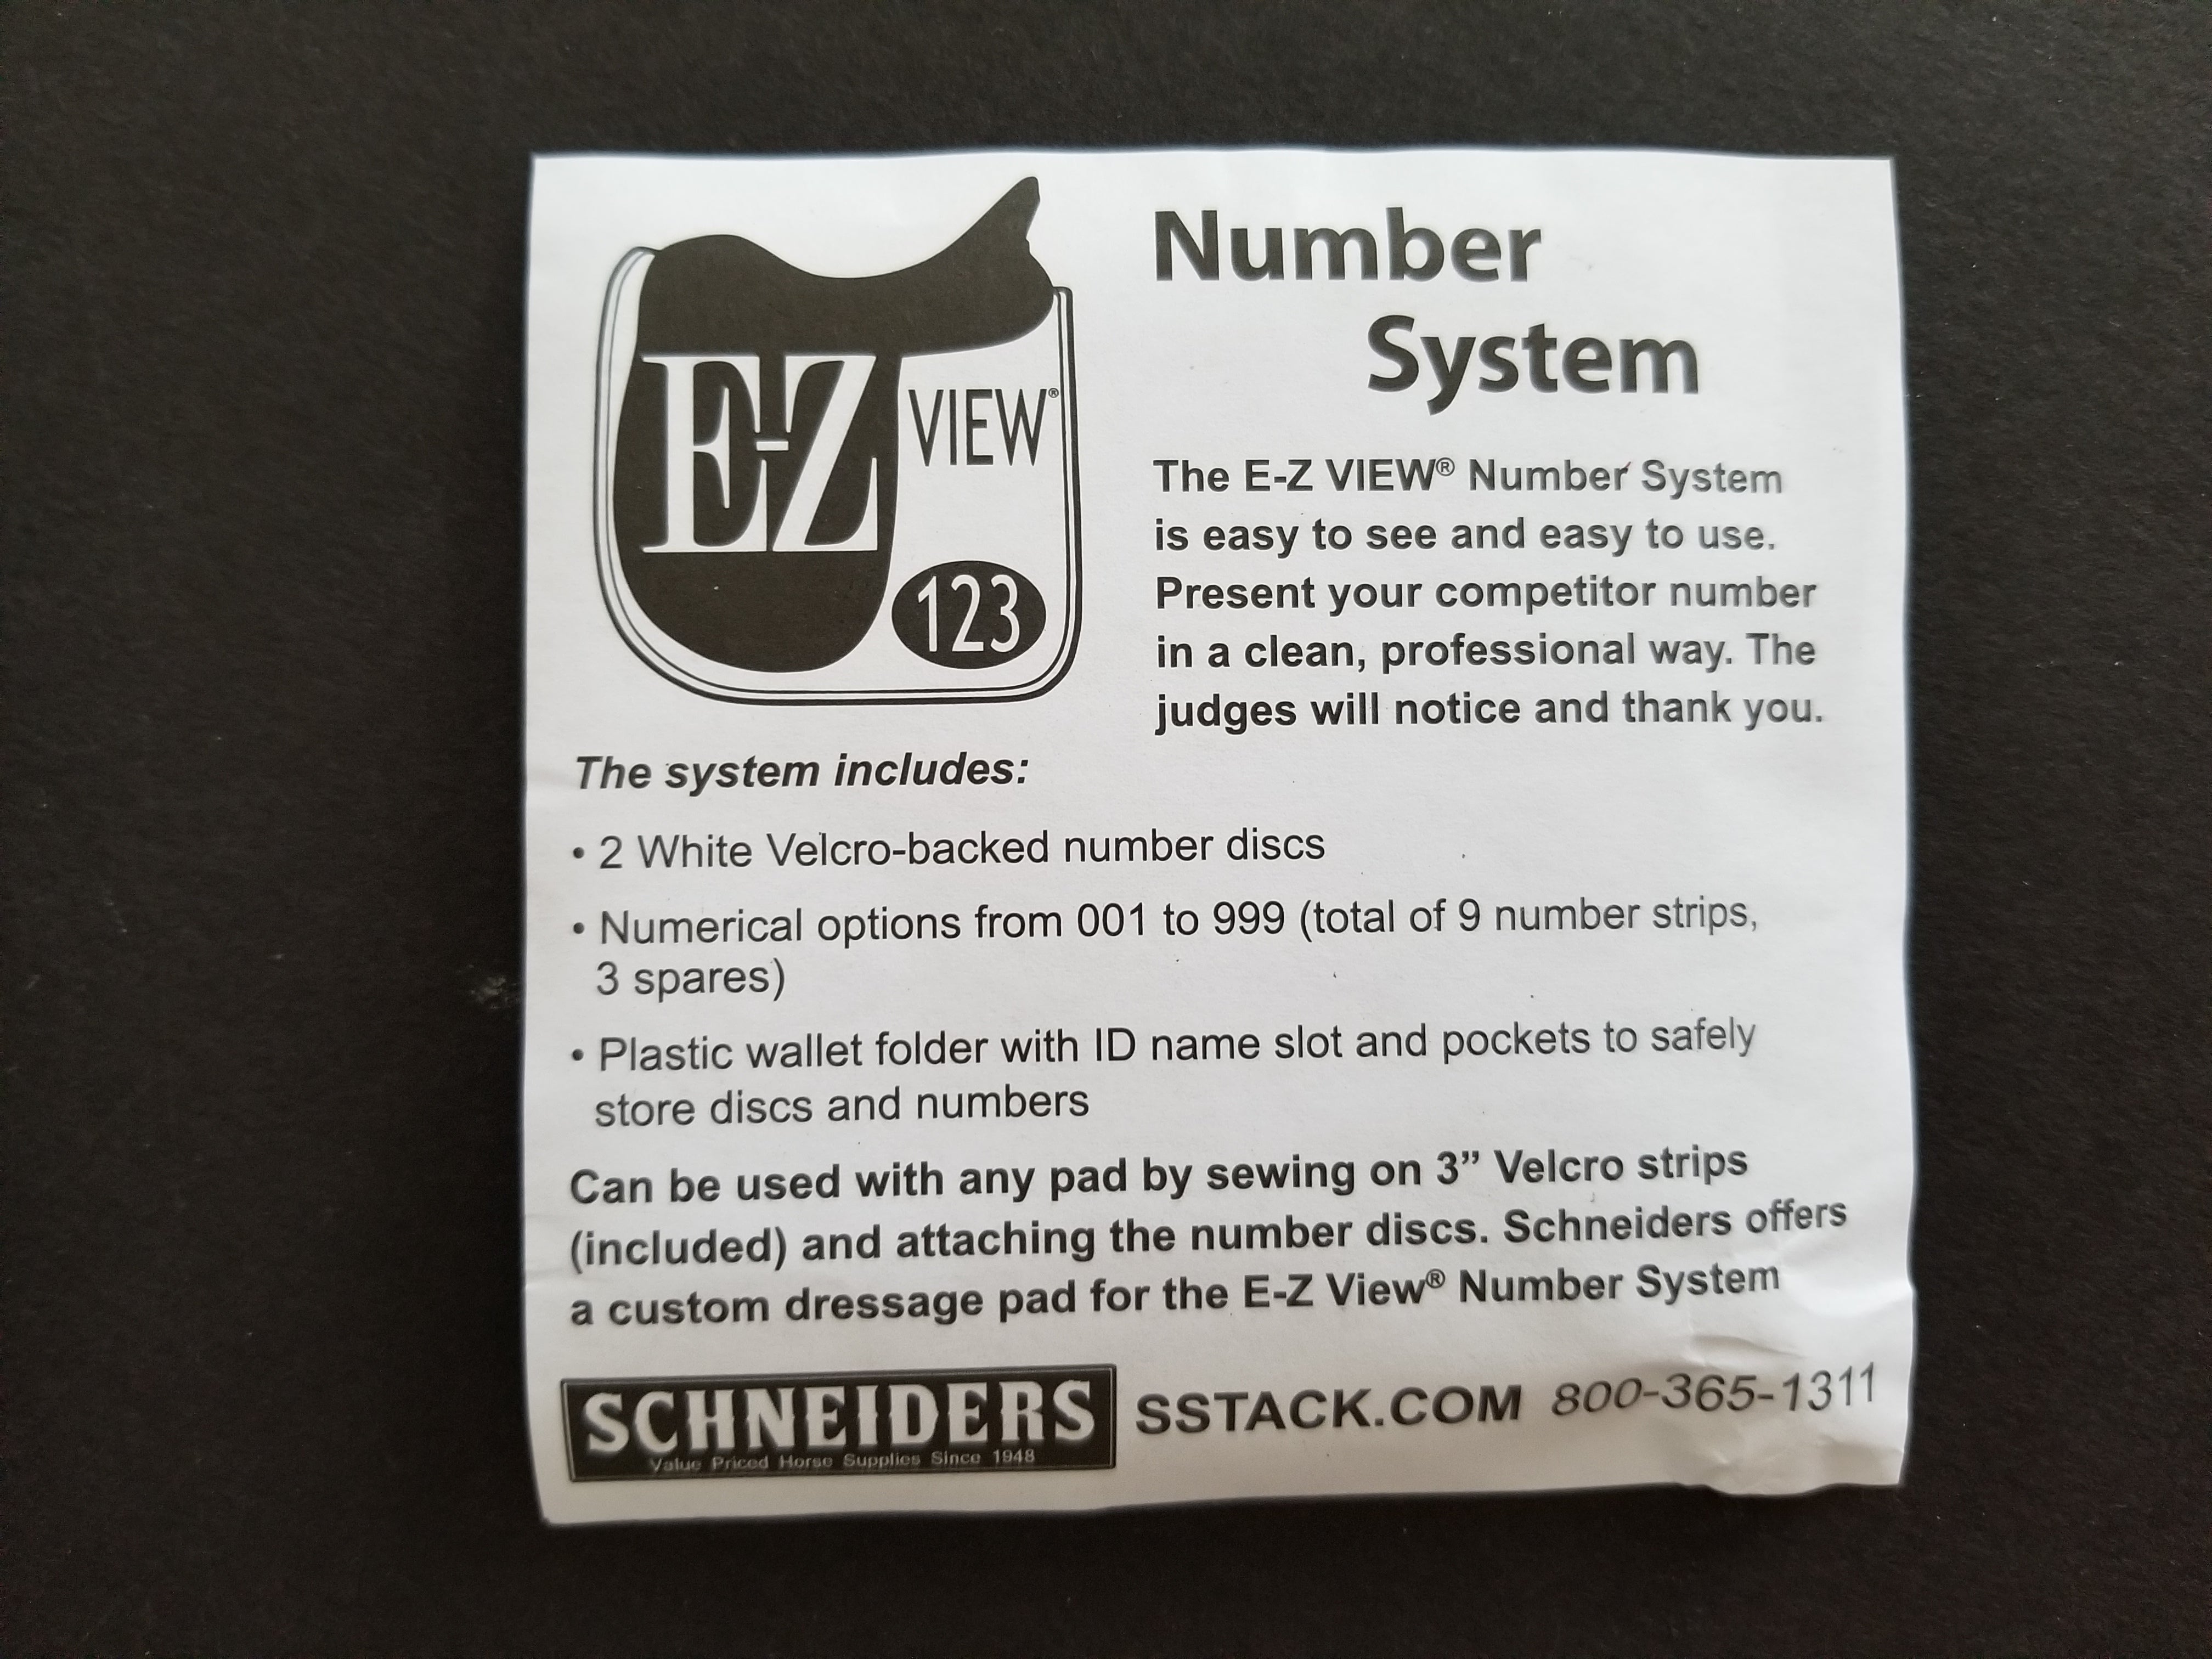 E-Z VIEW®
123
Number
System
The E-Z VIEW® Number System
is easy to see and easy to use.
Present your competitor number
in a clean, professional way. The
judges will notice and thank you.
The system includes:
• 2 White Velcro-backed number discs
• Numerical options from 001 to 999 (total of 9 number strips,
3 spares)
• Plastic wallet folder with ID name slot and pockets to safely
store discs and numbers
Can be used with any pad by sewing on 3” Velcro strips
(included) and attaching the number discs. Schneiders offers
a custom dressage pad for the E-Z View® Number System
SCHNEIDERS
Value Priced Horse Supplies Since 1948
SSTACK.COM 800-365-1311